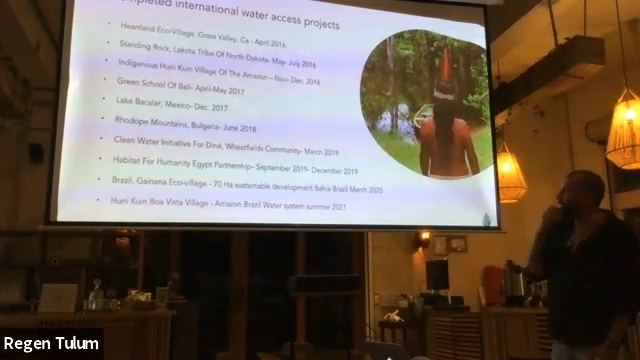 mpleted international water access projects
Heartland Eco-Village, Grass Valley, Ca - April 2016
Standing Rock, Lakota Tribe Of North Dakota- May- July 2016
Indigenous Huni Kuin Village Of The Amazon – Nov- Dec. 2016
Green School Of Bali- April-May 2017
Lake Bacalar, Mexico- Dec. 2017
Rhodope Mountains, Bulgaria- June 2018
Clean Water Initiative For Diné, Wheatfields Community- March 2019
Habitat For Humanity Egypt Partnership– September 2019- December 2019
Brazil, Gainana Eco-village - 70 Ha sustainable development Bahia Brazil March 2020
Huni Kuin Boa Vista Village - Amazon Brazil Water system summer 2021
Regen Tulum